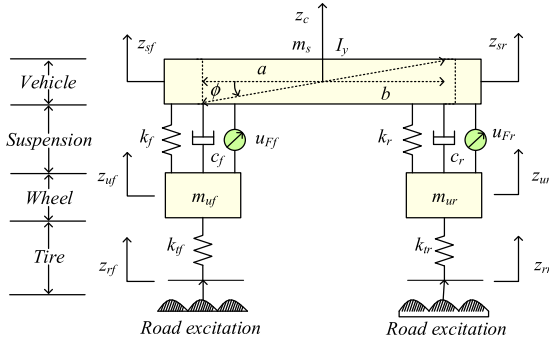 z_c
z_sf
m_s I_y
z_sr
Vehicle
a
ϕ
b
Suspension
k_f
c_f
u_Ff
k_r
c_r
u_Fr
z_uf
Wheel
m_uf
m_ur
Tire
k_tf
k_tr
z_rf
Road excitation
Road excitation